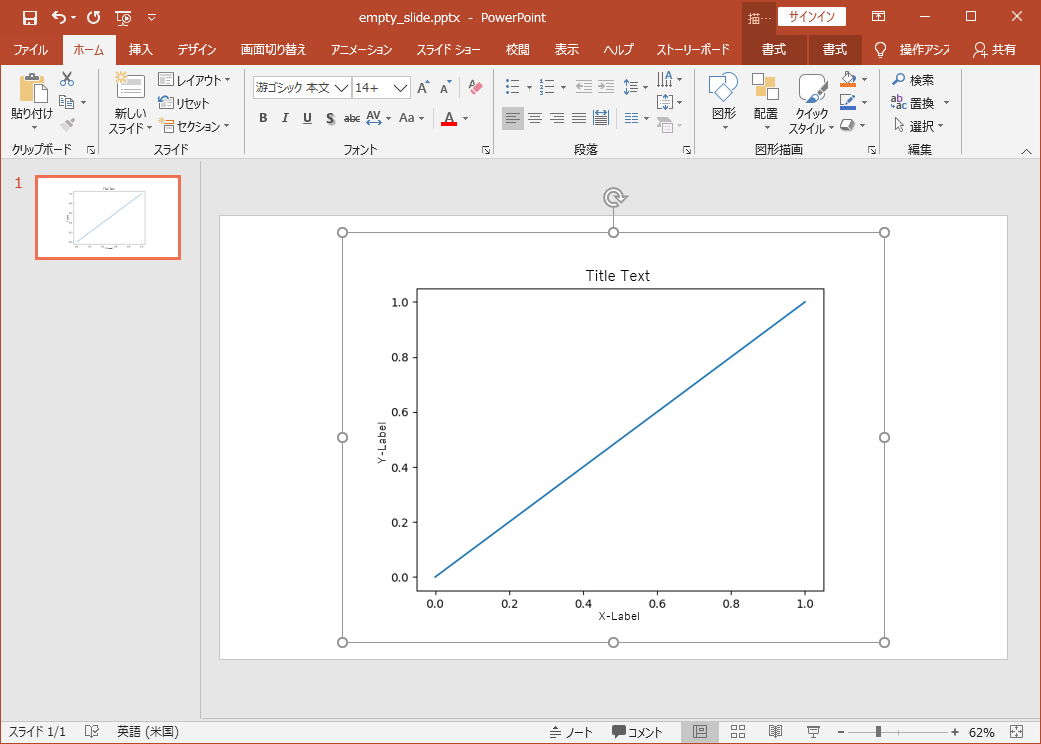 empty_slide.pptx - PowerPoint
描… サインイン
ファイル ホーム 挿入 デザイン 画面切り替え アニメーション スライド ショー 校閲 表示 ヘルプ ストーリーボード 書式 書式 操作アシス 共有
貼り付け
クリップボード
新しい
スライド
レイアウト
リセット
セクション
スライド
游ゴシック 本文 14+ A A A
B I U S abc AV Aa A
フォント
段落
図形 配置 クイック
スタイル
図形描画
検索
置換
選択
編集
1
Title Text
1.0
0.8
0.6
0.4
0.2
0.0
Y-Label
0.0 0.2 0.4 0.6 0.8 1.0
X-Label
スライド 1/1 英語 (米国) ノート コメント 62%